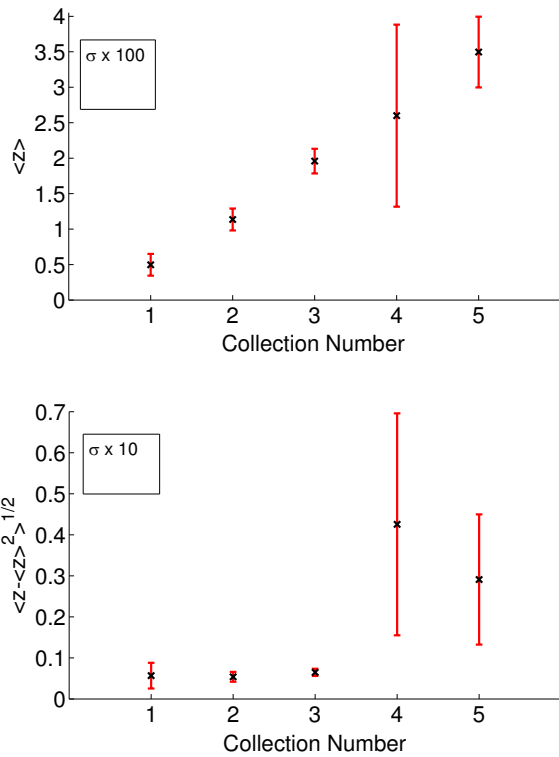 4
3.5
3
2.5
2
1.5
1
0.5
0
σ x 100
<z>
1 2 3 4 5
Collection Number
0.7
0.6
0.5
0.4
0.3
0.2
0.1
0
σ x 10
<z-<z>²>^1/2
1 2 3 4 5
Collection Number